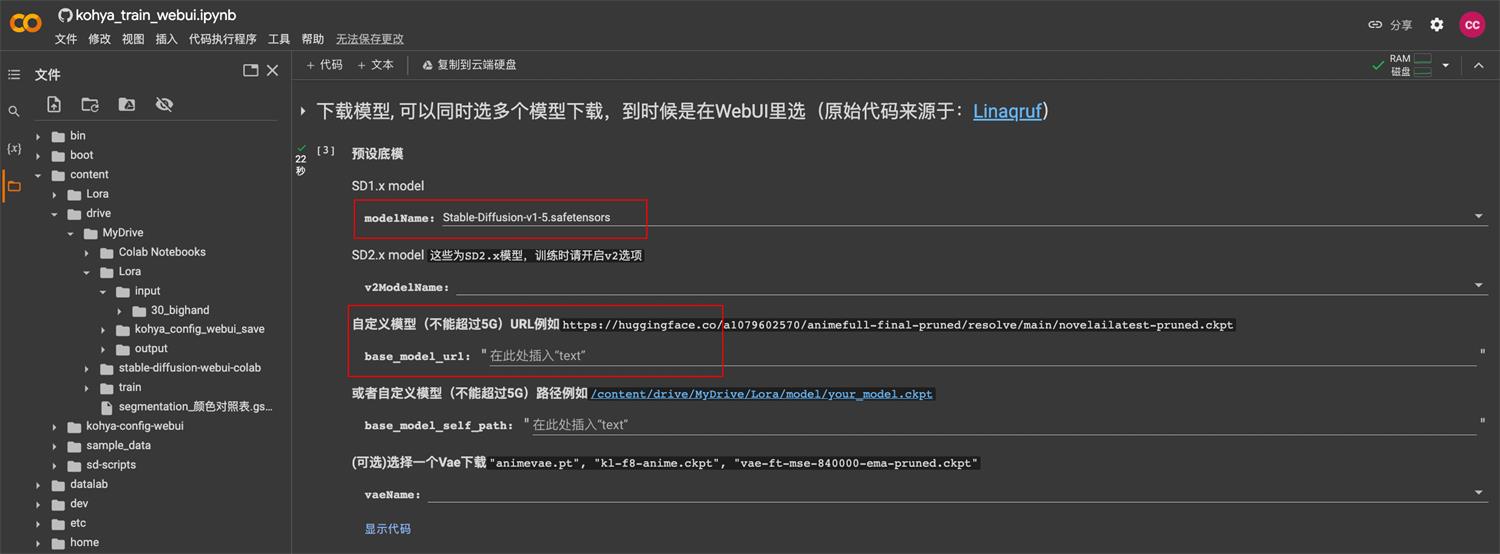 kohya_train_webui.ipynb
文件 修改 视图 插入 代码执行程序 工具 帮助 无法保存更改
分享
CC
文件
+ 代码 + 文本 复制到云端硬盘
RAM
磁盘
{x}
bin
boot
content
Lora
drive
MyDrive
Colab Notebooks
Lora
input
30_bighand
kohya_config_webui_save
output
stable-diffusion-webui-colab
train
segmentation_颜色对照表.gs...
kohya-config-webui
sample_data
sd-scripts
datalab
dev
etc
home
下载模型, 可以同时选多个模型下载，到时候是在WebUI里选（原始代码来源于：Linaqruf）
22
秒
[3]
预设底模
SD1.x model
modelName: Stable-Diffusion-v1-5.safetensors
SD2.x model 这些为SD2.x模型，训练时请开启v2选项
v2ModelName:
自定义模型（不能超过5G）URL例如 https://huggingface.co/a1079602570/animefull-final-pruned/resolve/main/novelailatest-pruned.ckpt
base_model_url: "在此处插入“text” "
或者自定义模型（不能超过5G）路径例如 /content/drive/MyDrive/Lora/model/your_model.ckpt
base_model_self_path: "在此处插入“text” "
(可选)选择一个Vae下载 "animevae.pt", "kl-f8-anime.ckpt", "vae-ft-mse-840000-ema-pruned.ckpt"
vaeName:
显示代码